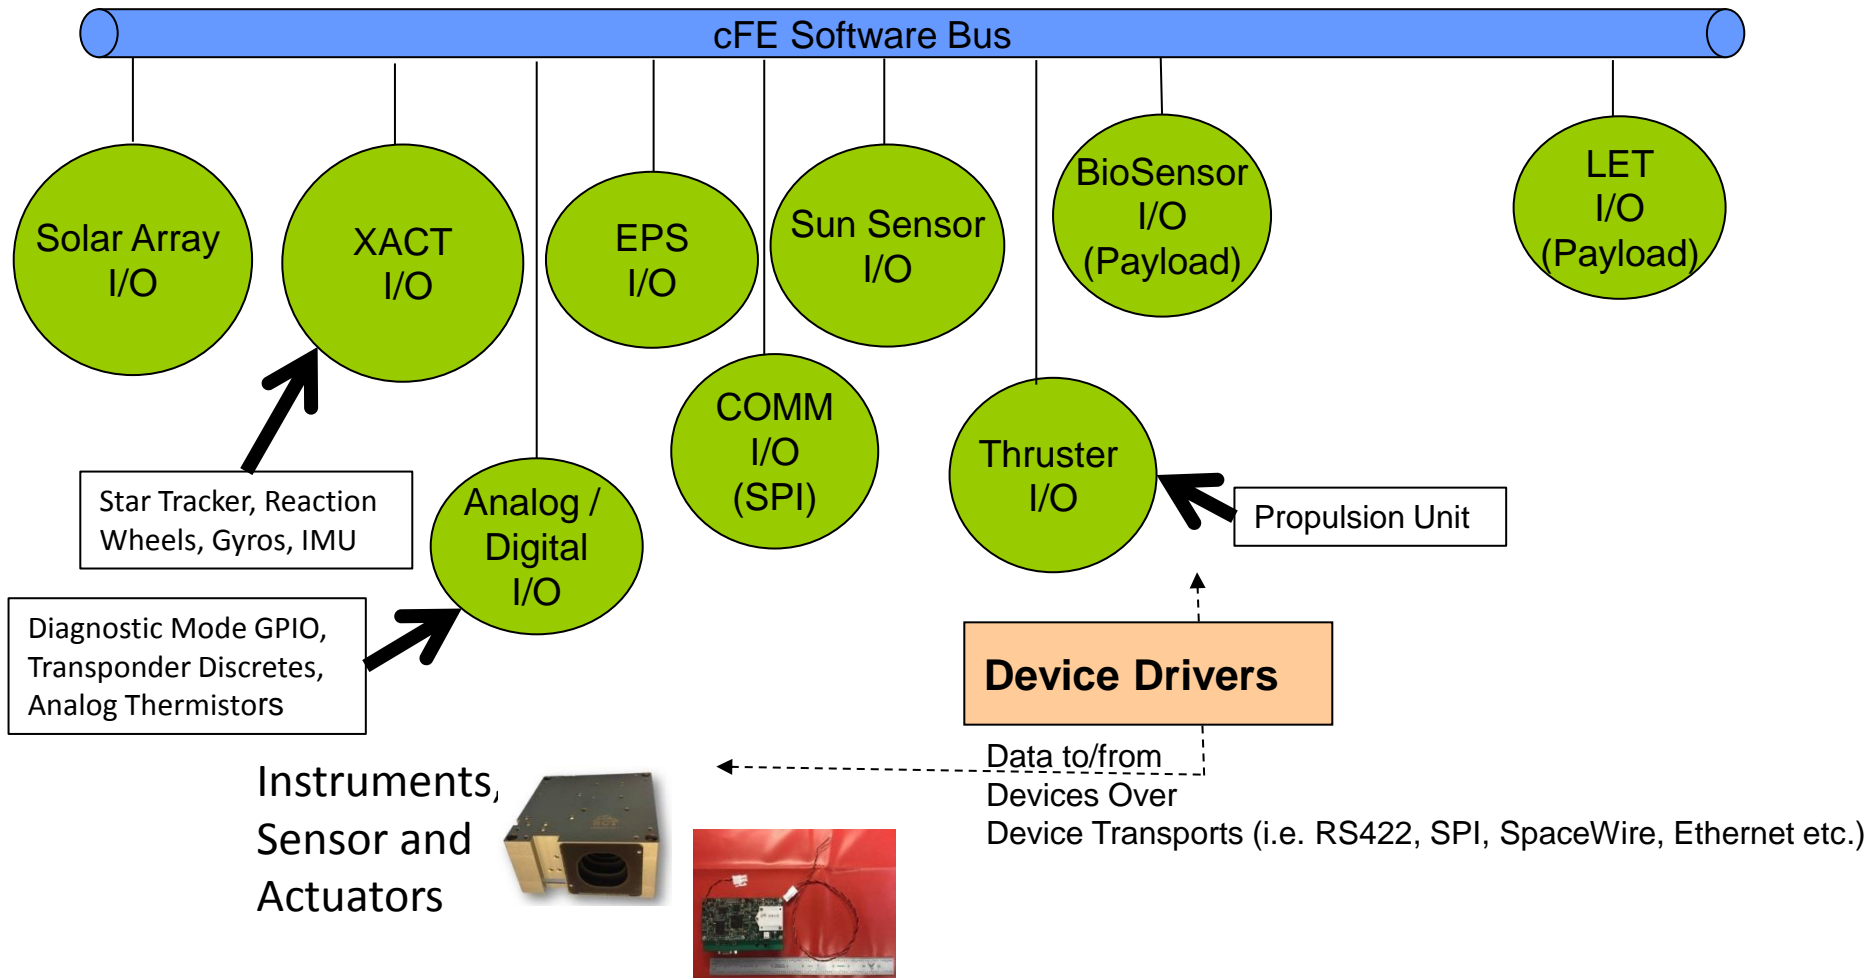 cFE Software Bus
Solar Array
I/O
XACT
I/O
EPS
I/O
Sun Sensor
I/O
BioSensor
I/O
(Payload)
LET
I/O
(Payload)
COMM
I/O
(SPI)
Thruster
I/O
Analog /
Digital
I/O
Star Tracker, Reaction
Wheels, Gyros, IMU
Propulsion Unit
Diagnostic Mode GPIO,
Transponder Discretes,
Analog Thermistors
Device Drivers
Data to/from
Devices Over
Device Transports (i.e. RS422, SPI, SpaceWire, Ethernet etc.)
Instruments,
Sensor and
Actuators